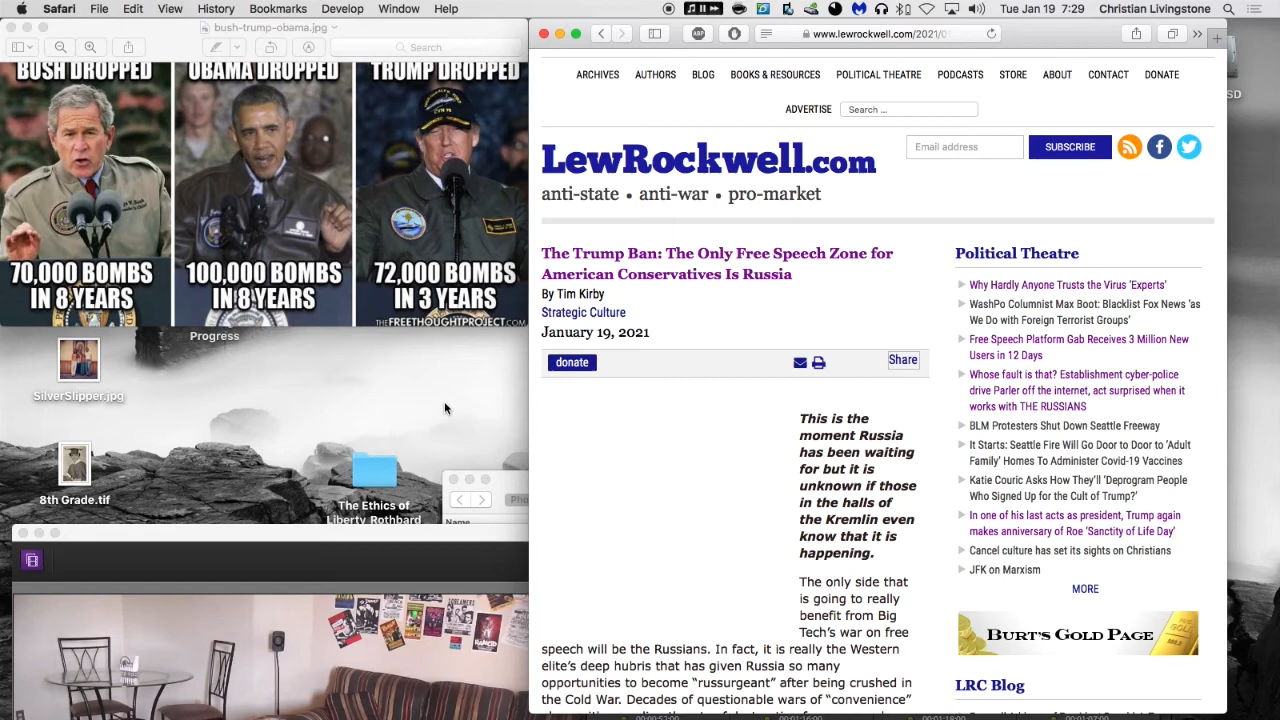 Safari File Edit View History Bookmarks Develop Window Help
Tue Jan 19 7:29 Christian Livingstone
bush-trump-obama.jpg
Search
BUSH DROPPED
70,000 BOMBS
IN 8 YEARS
OBAMA DROPPED
100,000 BOMBS
IN 8 YEARS
TRUMP DROPPED
72,000 BOMBS
IN 3 YEARS
THEFREETHOUGHTPROJECT.COM
Progress
SilverSlipper.jpg
8th Grade.tif
The Ethics of
Liberty Rothbard
Name
SD
www.lewrockwell.com/2021/01
ARCHIVES AUTHORS BLOG BOOKS & RESOURCES POLITICAL THEATRE PODCASTS STORE ABOUT CONTACT DONATE
ADVERTISE Search ...
LewRockwell.com
anti-state • anti-war • pro-market
Email address SUBSCRIBE
The Trump Ban: The Only Free Speech Zone for
American Conservatives Is Russia
By Tim Kirby
Strategic Culture
January 19, 2021
donate Share
This is the
moment Russia
has been waiting
for but it is
unknown if those
in the halls of
the Kremlin even
know that it is
happening.
The only side that
is going to really
benefit from Big
Tech's war on free
speech will be the Russians. In fact, it is really the Western
elite's deep hubris that has given Russia so many
opportunities to become "russurgeant" after being crushed in
the Cold War. Decades of questionable wars of "convenience"
Political Theatre
Why Hardly Anyone Trusts the Virus 'Experts'
WashPo Columnist Max Boot: Blacklist Fox News 'as
We Do with Foreign Terrorist Groups'
Free Speech Platform Gab Receives 3 Million New
Users in 12 Days
Whose fault is that? Establishment cyber-police
drive Parler off the internet, act surprised when it
works with THE RUSSIANS
BLM Protesters Shut Down Seattle Freeway
It Starts: Seattle Fire Will Go Door to Door to 'Adult
Family' Homes To Administer Covid-19 Vaccines
Katie Couric Asks How They'll 'Deprogram People
Who Signed Up for the Cult of Trump?'
In one of his last acts as president, Trump again
makes anniversary of Roe 'Sanctity of Life Day'
Cancel culture has set its sights on Christians
JFK on Marxism
MORE
BURT'S GOLD PAGE
LRC Blog